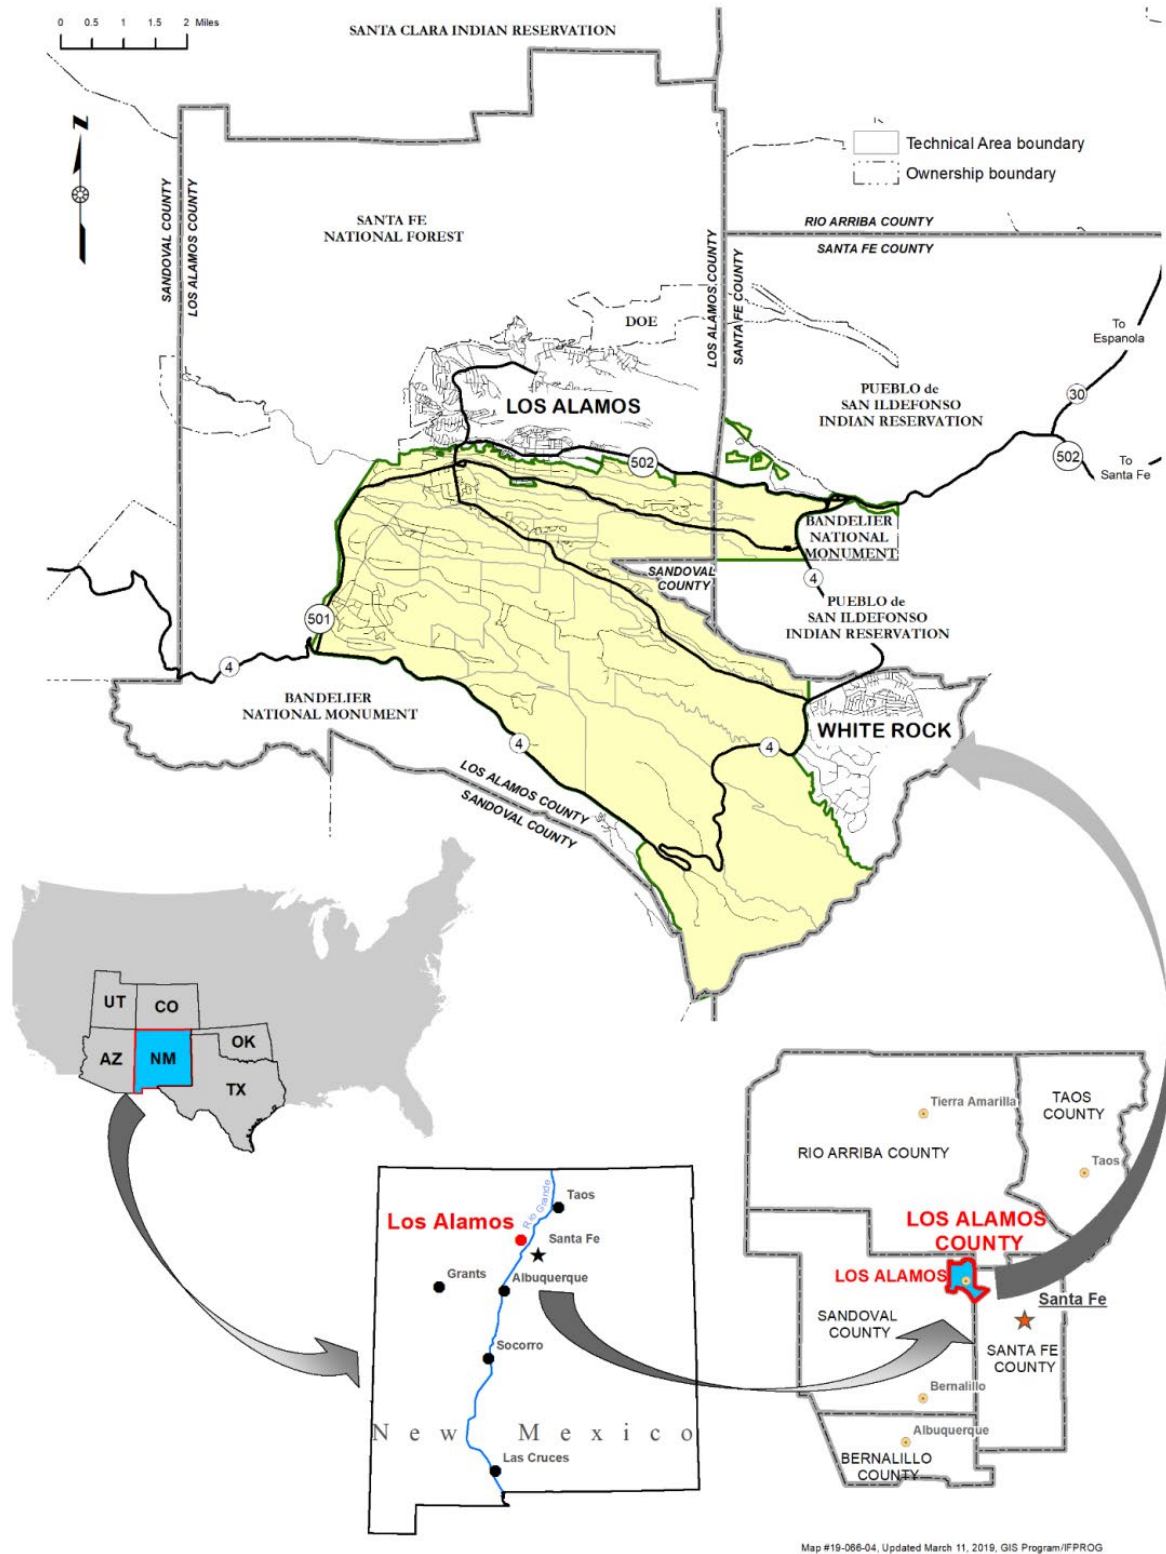 0 0.5 1 1.5 2 Miles
SANTA CLARA INDIAN RESERVATION
N
Technical Area boundary
Ownership boundary
SANDOVAL COUNTY
LOS ALAMOS COUNTY
SANTA FE
NATIONAL FOREST
LOS ALAMOS COUNTY
SANTA FE COUNTY
RIO ARRIBA COUNTY
SANTA FE COUNTY
DOE
To
Espanola
LOS ALAMOS
PUEBLO de
SAN ILDEFONSO
INDIAN RESERVATION
30
502
502
To
Santa Fe
BANDELIER
NATIONAL
MONUMENT
SANDOVAL
COUNTY
4
PUEBLO de
SAN ILDEFONSO
INDIAN RESERVATION
501
4
BANDELIER
NATIONAL MONUMENT
WHITE ROCK
4
4
LOS ALAMOS COUNTY
SANDOVAL COUNTY
UT
CO
AZ
NM
OK
TX
Rio Grande
Taos
Los Alamos
Santa Fe
Grants
Albuquerque
Socorro
New Mexico
Las Cruces
Tierra Amarilla
TAOS
COUNTY
RIO ARRIBA COUNTY
Taos
LOS ALAMOS
COUNTY
LOS ALAMOS
Santa Fe
SANDOVAL
COUNTY
SANTA FE
COUNTY
Bernalillo
Albuquerque
BERNALILLO
COUNTY
Map #19-066-04, Updated March 11, 2019, GIS Program/IFPROG